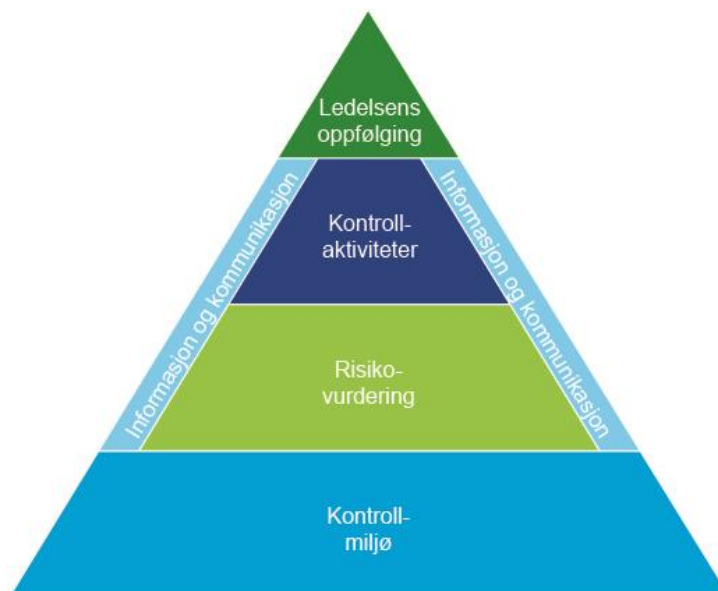 Ledelsens
oppfølging
Informasjon og kommunikasjon
Informasjon og kommunikasjon
Kontroll-
aktiviteter
Risiko-
vurdering
Kontroll-
miljø